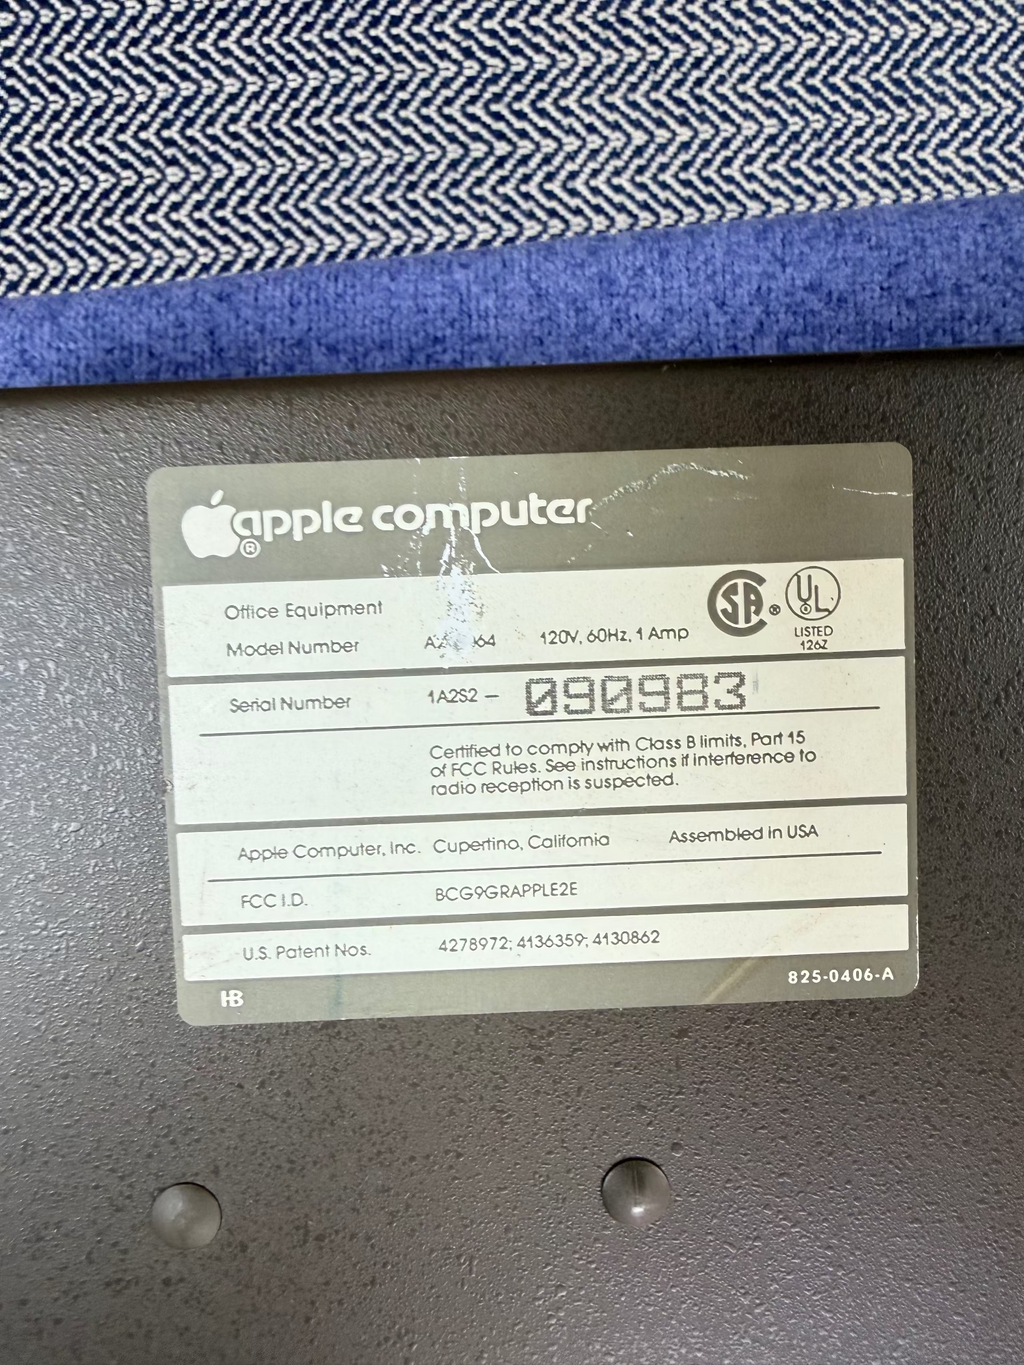 apple computer
®
Office Equipment
Model Number 120V, 60Hz, 1 Amp
SA ® UL
LISTED
126Z
Serial Number 1A2S2 – 090983
Certified to comply with Class B limits, Part 15
of FCC Rules. See instructions if interference to
radio reception is suspected.
Apple Computer, Inc. Cupertino, California Assembled in USA
FCC I.D. BCG9GRAPPLE2E
U.S. Patent Nos. 4278972; 4136359; 4130862
825-0406-A